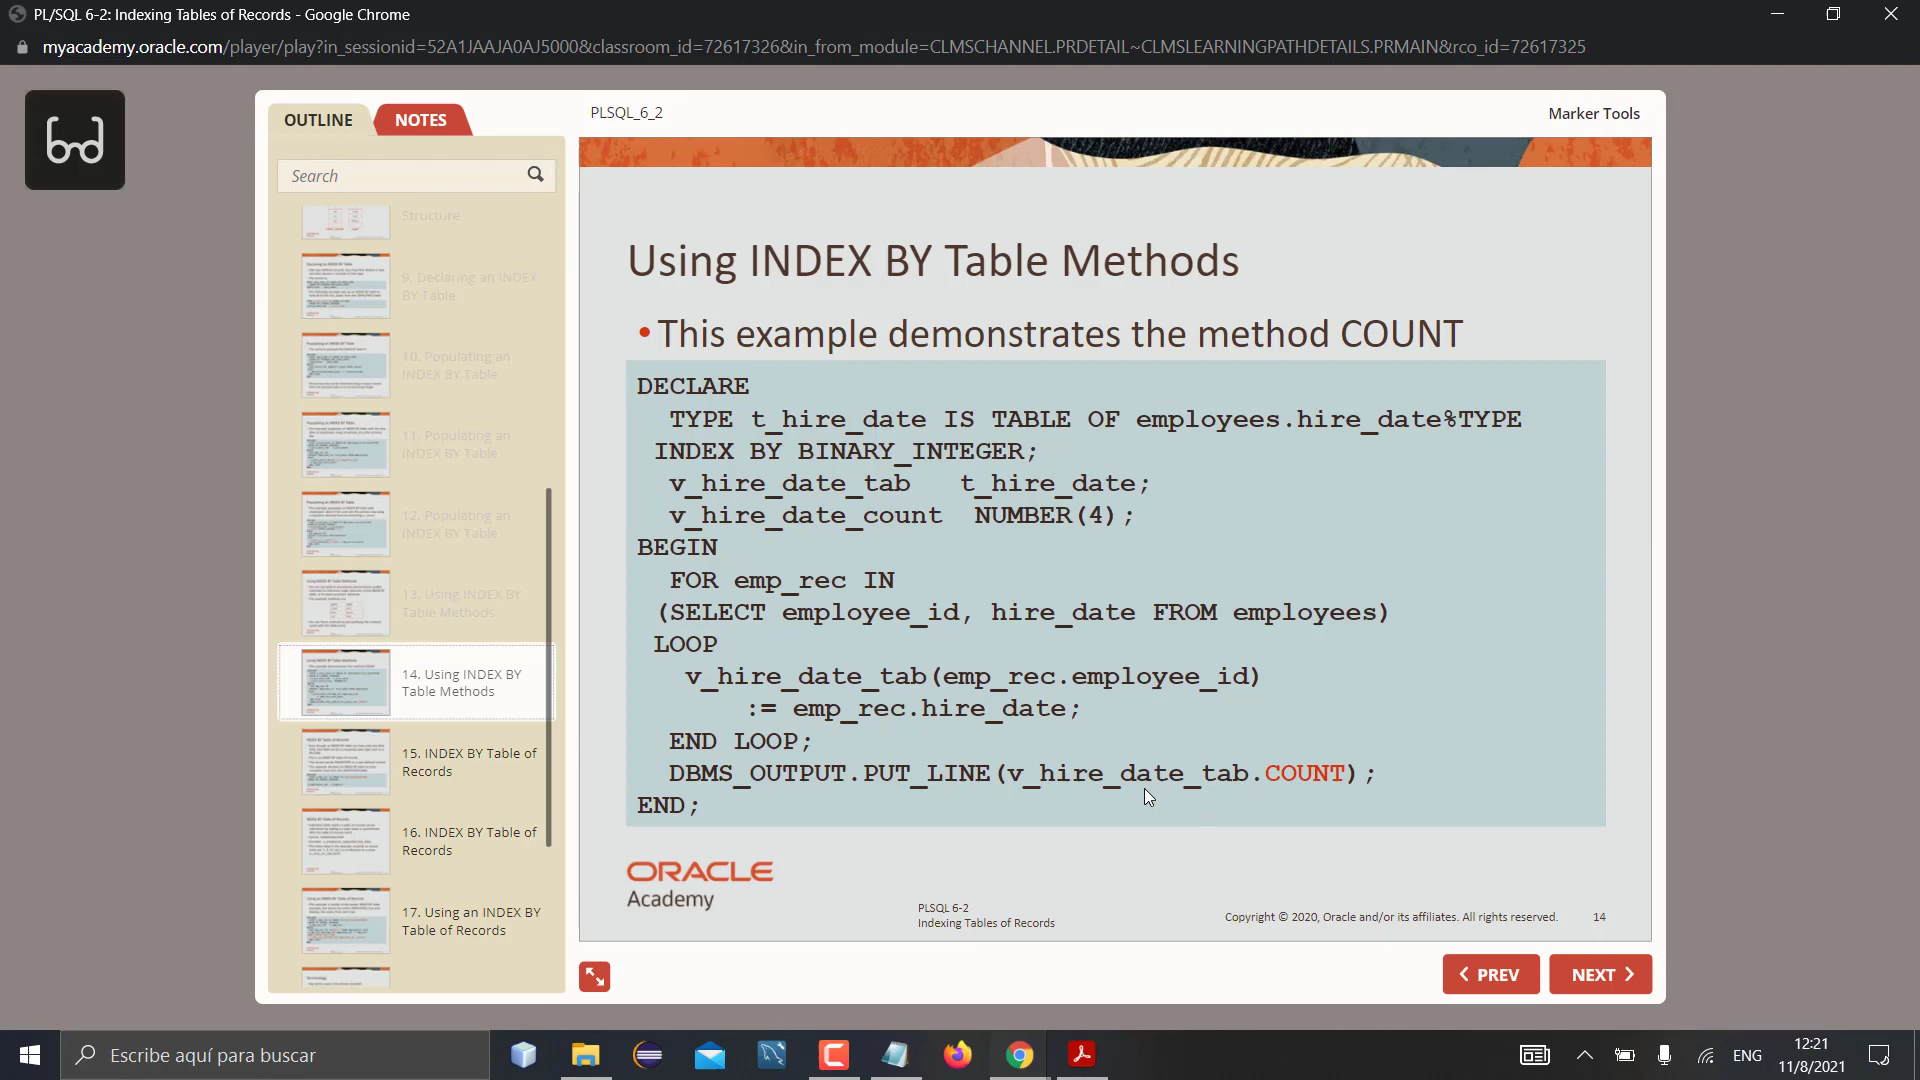 PL/SQL 6-2: Indexing Tables of Records - Google Chrome
myacademy.oracle.com/player/play?in_sessionid=52A1JAAJA0AJ5000&classroom_id=72617326&in_from_module=CLMSCHANNEL.PRDETAIL~CLMSLEARNINGPATHDETAILS.PRMAIN&rco_id=72617325
OUTLINE
NOTES
PLSQL_6_2
Marker Tools
Search
Structure
9. Declaring an INDEX
BY Table
10. Populating an
INDEX BY Table
11. Populating an
INDEX BY Table
12. Populating an
INDEX BY Table
13. Using INDEX BY
Table Methods
14. Using INDEX BY
Table Methods
15. INDEX BY Table of
Records
16. INDEX BY Table of
Records
17. Using an INDEX BY
Table of Records
Using INDEX BY Table Methods
•This example demonstrates the method COUNT
DECLARE
TYPE t_hire_date IS TABLE OF employees.hire_date%TYPE
INDEX BY BINARY_INTEGER;
v_hire_date_tab t_hire_date;
v_hire_date_count NUMBER(4);
BEGIN
FOR emp_rec IN
(SELECT employee_id, hire_date FROM employees)
LOOP
v_hire_date_tab(emp_rec.employee_id)
:= emp_rec.hire_date;
END LOOP;
DBMS_OUTPUT.PUT_LINE(v_hire_date_tab.COUNT);
END;
ORACLE
Academy
PLSQL 6-2
Indexing Tables of Records
Copyright © 2020, Oracle and/or its affiliates. All rights reserved.
14
PREV
NEXT
Escribe aquí para buscar
ENG
12:21
11/8/2021